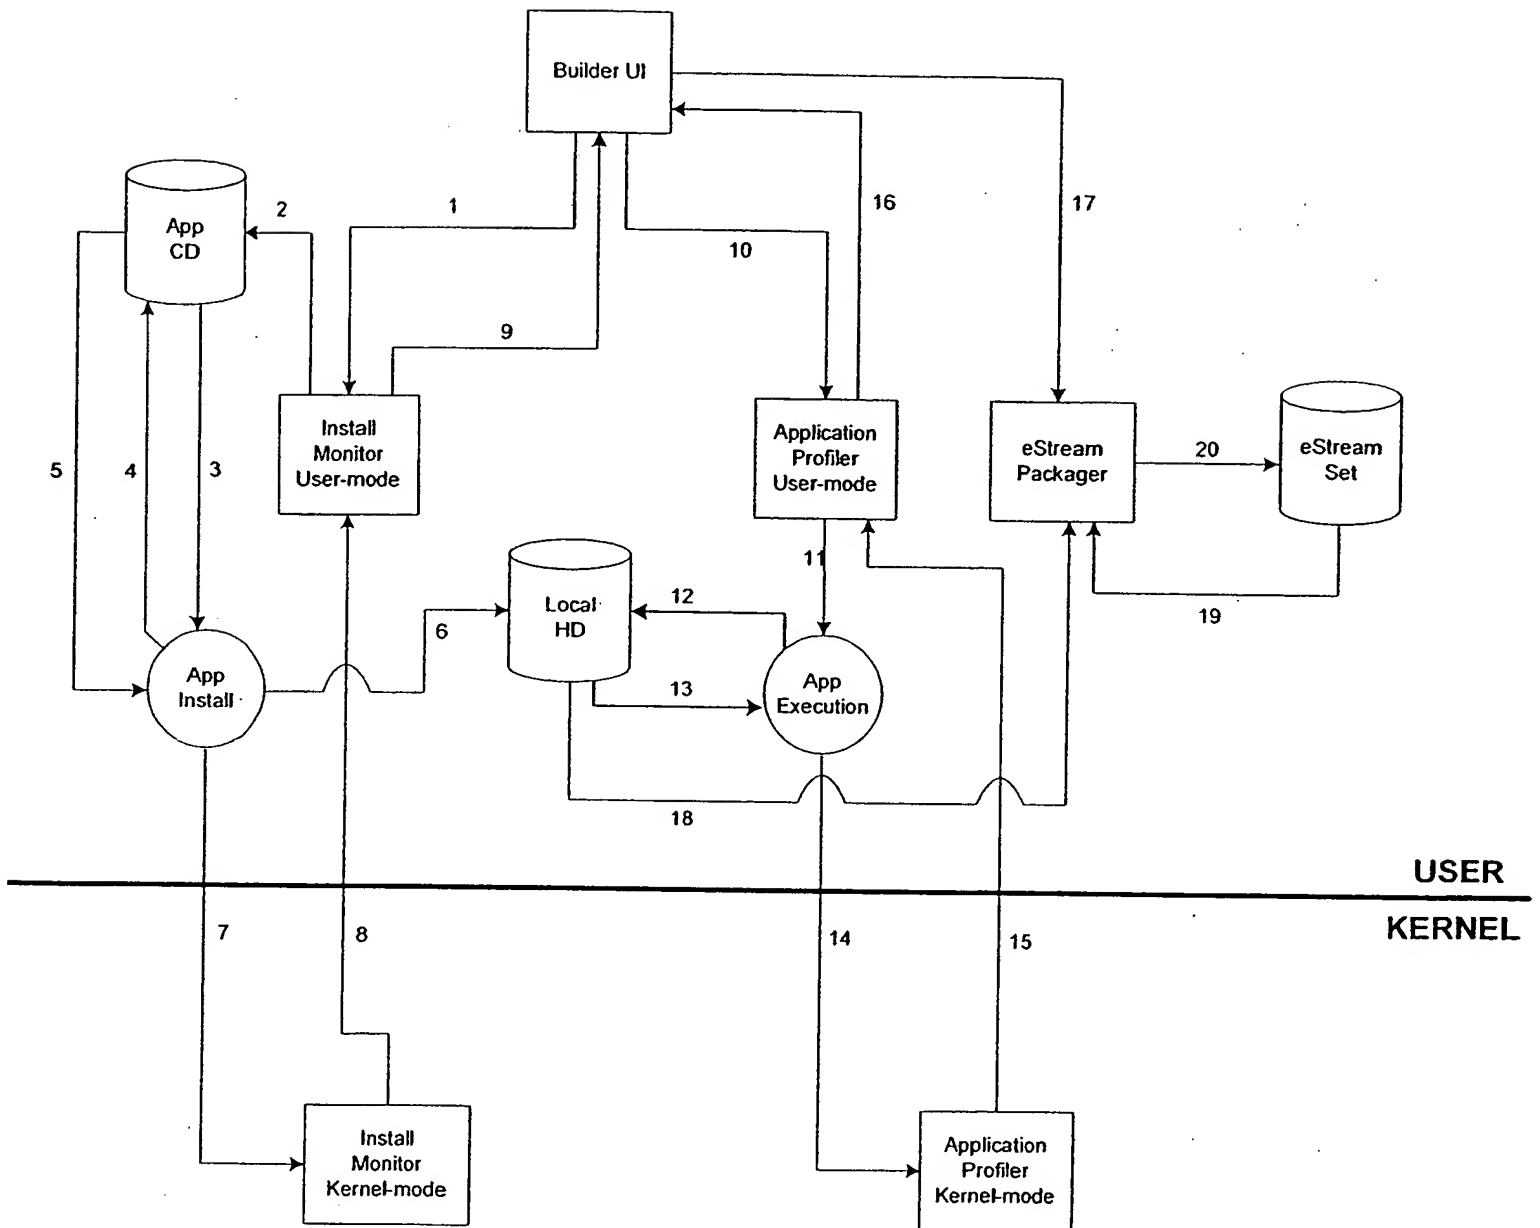 Builder UI
App
CD
2
1
10
16
17
9
5
4
3
Install
Monitor
User-mode
Application
Profiler
User-mode
eStream
Packager
20
eStream
Set
11
Local
HD
12
6
19
App
Install
13
App
Execution
18
USER
KERNEL
7
8
14
15
Install
Monitor
Kernel-mode
Application
Profiler
Kernel-mode